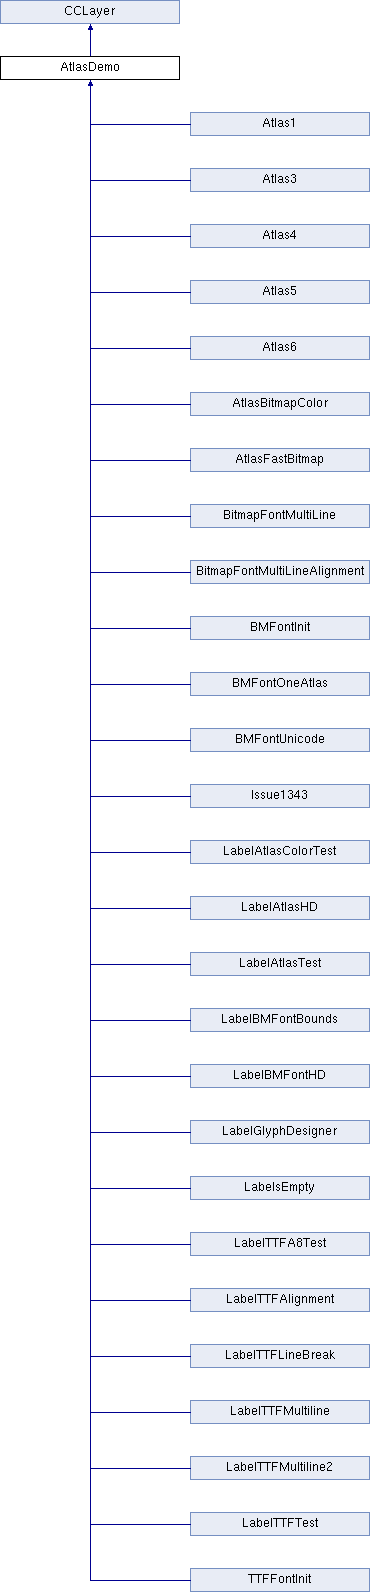 CCLayer
AtlasDemo
Atlas1
Atlas3
Atlas4
Atlas5
Atlas6
AtlasBitmapColor
AtlasFastBitmap
BitmapFontMultiLine
BitmapFontMultiLineAlignment
BMFontInit
BMFontOneAtlas
BMFontUnicode
Issue1343
LabelAtlasColorTest
LabelAtlasHD
LabelAtlasTest
LabelBMFontBounds
LabelBMFontHD
LabelGlyphDesigner
LabelsEmpty
LabelTTFA8Test
LabelTTFAlignment
LabelTTFLineBreak
LabelTTFMultiline
LabelTTFMultiline2
LabelTTFTest
TTFFontInit